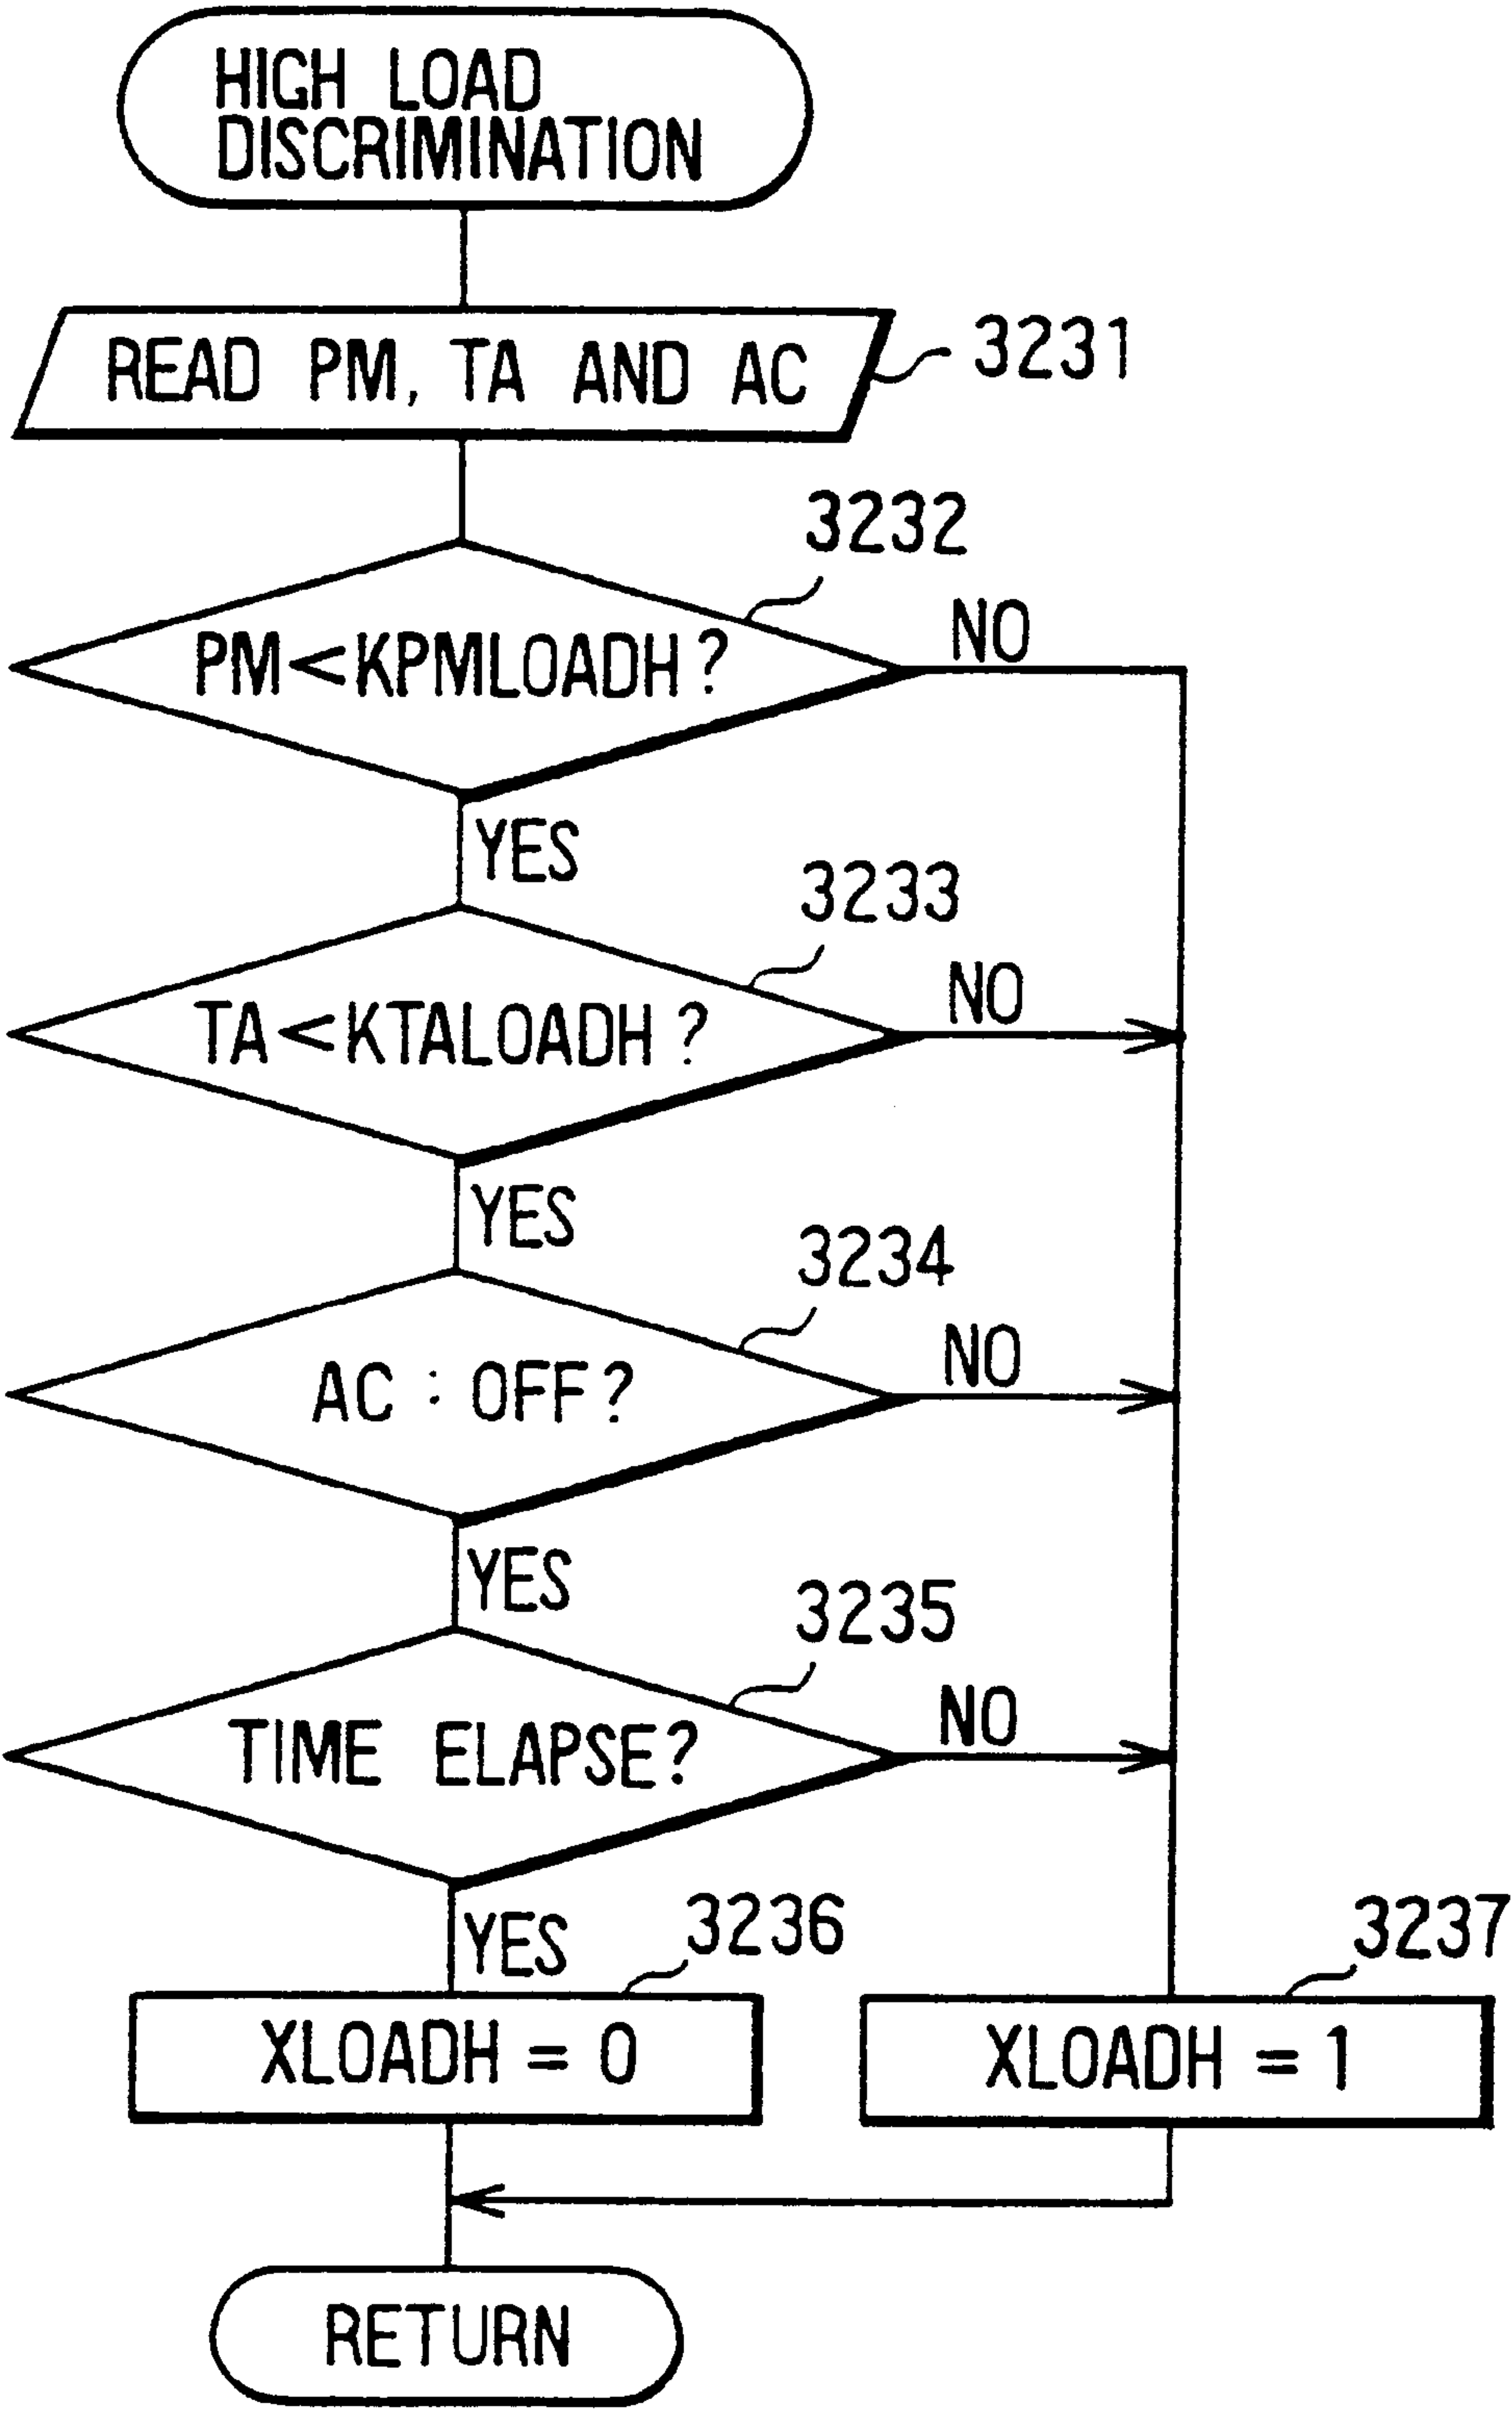 HIGH LOAD
DISCRIMINATION
READ PM, TA AND AC
3231
3232
PM<KPMLOADH?
NO
YES
3233
TA<KTALOADH?
NO
YES
3234
AC : OFF?
NO
YES
3235
TIME ELAPSE?
NO
YES
3236
3237
XLOADH = 0
XLOADH = 1
RETURN